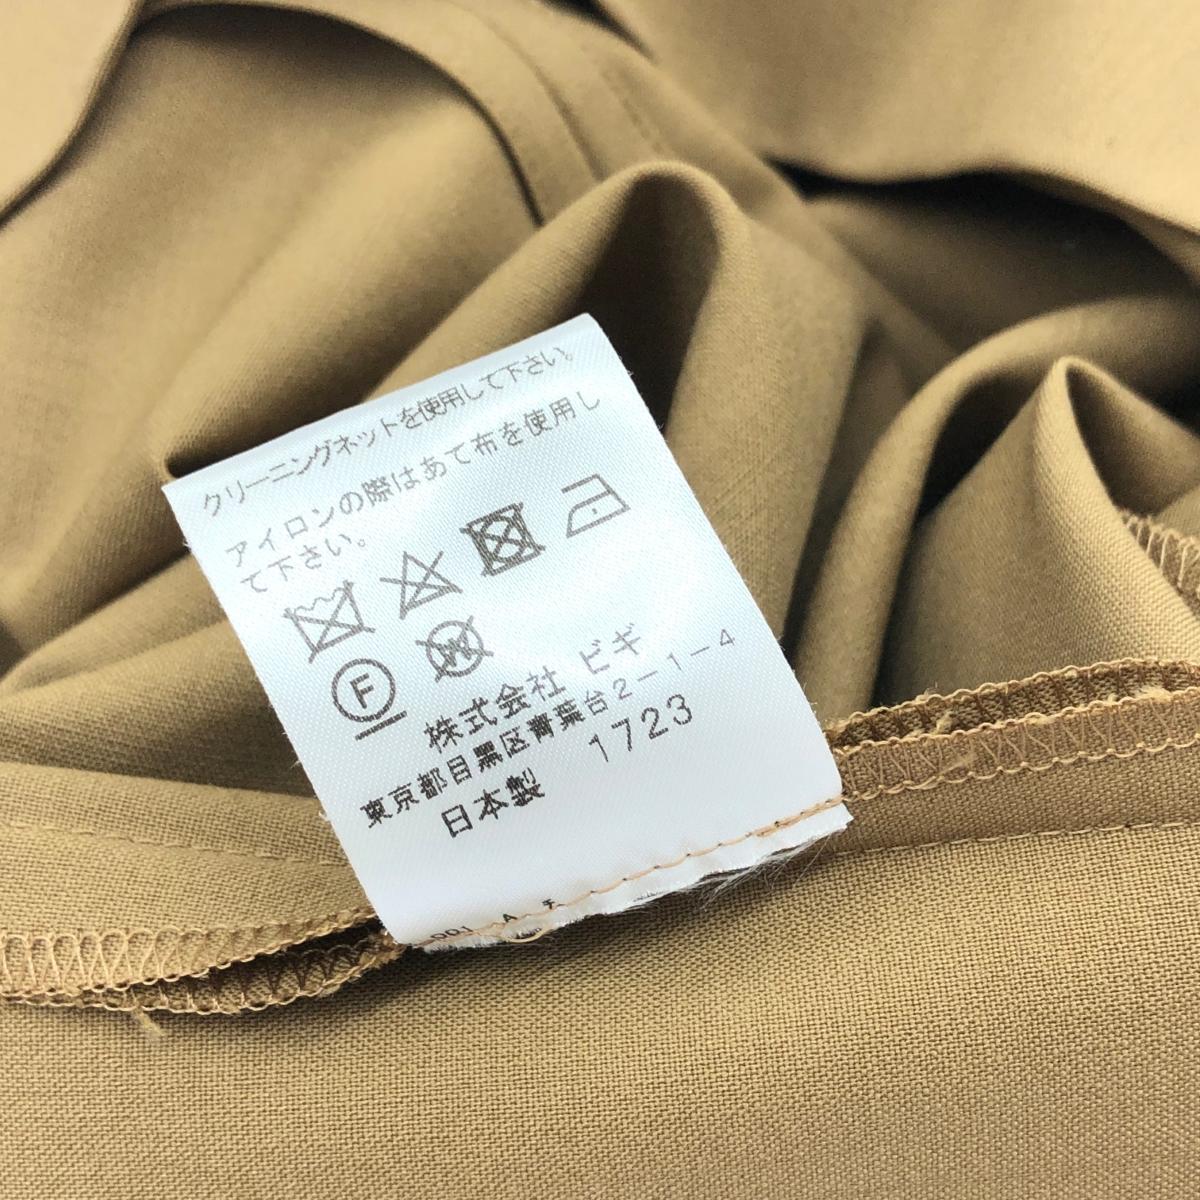 クリーニングネットを使用して下さい。
アイロンの際はあて布を使用し
て下さい。
F
W
株式会社 ビギ
東京都目黒区青葉台2-1-4
1723
日本製